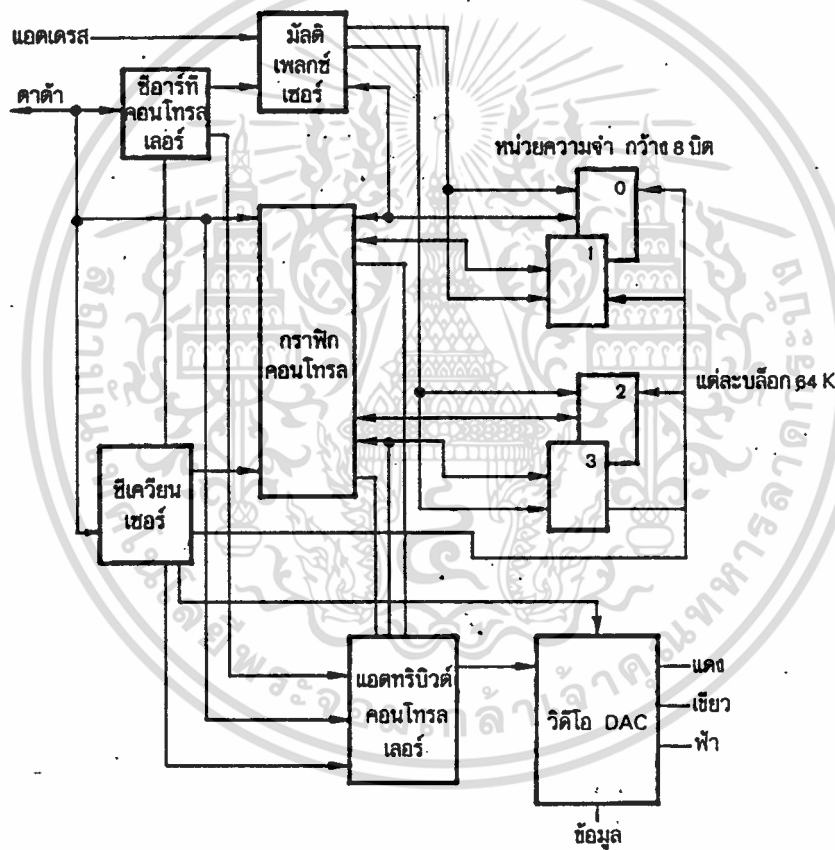 แอดเดรส
มัลติ
เพลกซ์
เซอร์
ดาต้า
ซีอาร์ที
คอนโทรล
เลอร์
หน่วยความจำ กว้าง 8 บิต
0
1
กราฟิก
คอนโทรล
แต่ละบล็อก 64 K
2
3
ซีเควียน
เซอร์
แอตทริบิวต์
คอนโทรล
เลอร์
วิดีโอ DAC
แดง
เขียว
ฟ้า
ข้อมูล